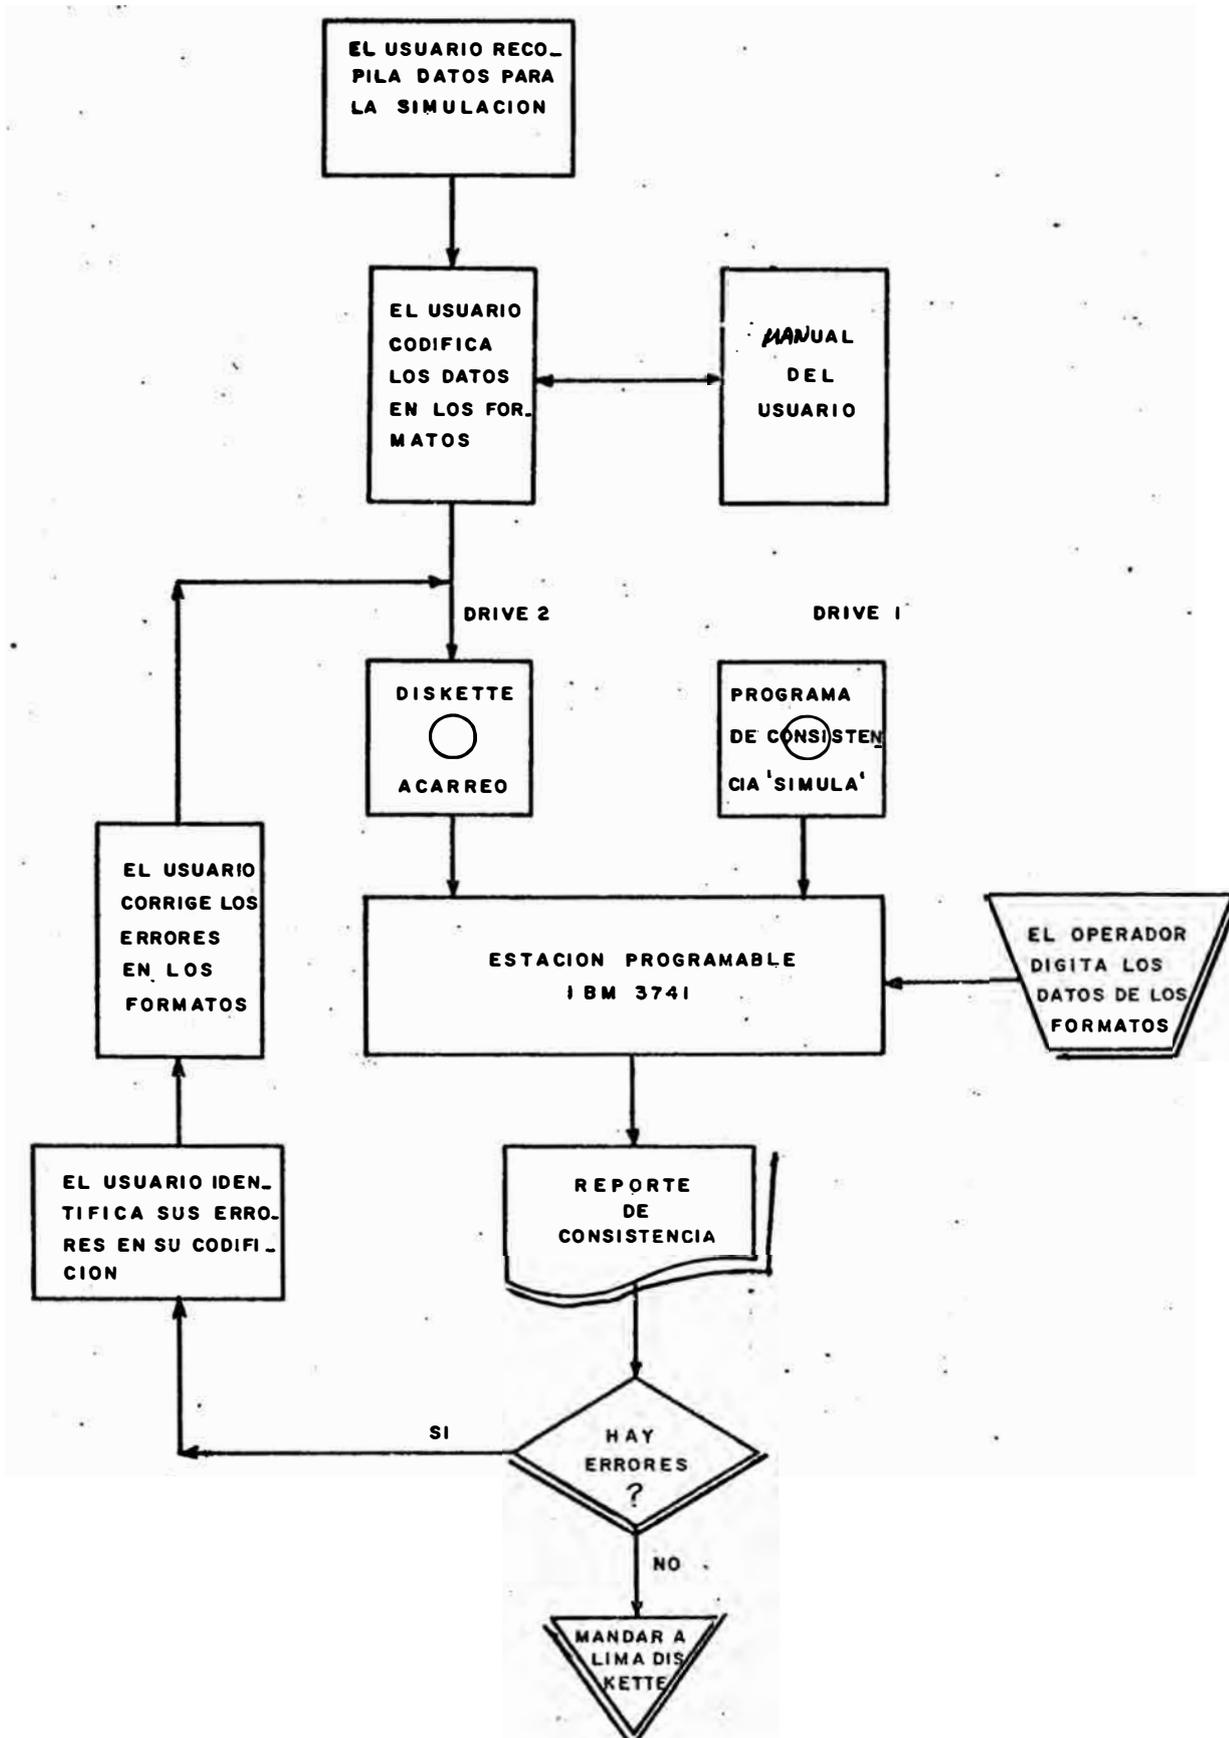 EL USUARIO RECO_
PILA DATOS PARA
LA SIMULACION
EL USUARIO
CODIFICA
LOS DATOS
EN LOS FOR_
MATOS
MANUAL
DEL
USUARIO
DRIVE 2
DRIVE 1
DISKETTE
ACARREO
PROGRAMA
DE CONSISTEN
CIA 'SIMULA'
EL USUARIO
CORRIGE LOS
ERRORES
EN LOS
FORMATOS
ESTACION PROGRAMABLE
IBM 3741
EL OPERADOR
DIGITA LOS
DATOS DE LOS
FORMATOS
EL USUARIO IDEN_
TIFICA SUS ERRO_
RES EN SU CODIFI_
CION
REPORTE
DE
CONSISTENCIA
SI
HAY
ERRORES
?
NO
MANDAR A
LIMA DIS
KETTE